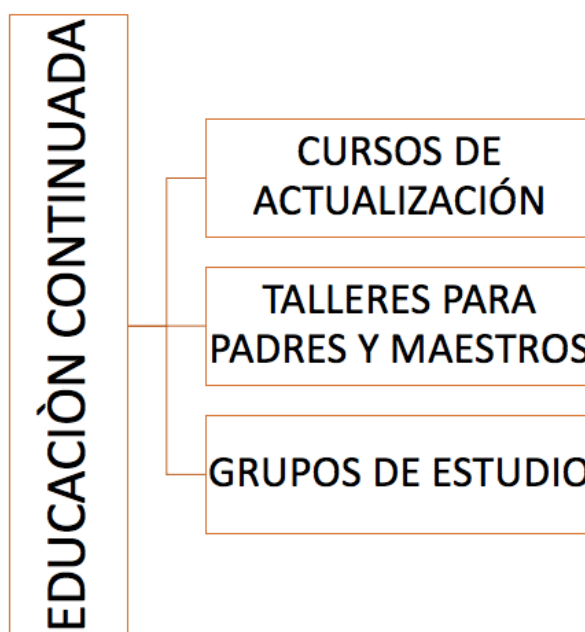 EDUCACIÒN CONTINUADA
CURSOS DE
ACTUALIZACIÓN
TALLERES PARA
PADRES Y MAESTROS
GRUPOS DE ESTUDIO